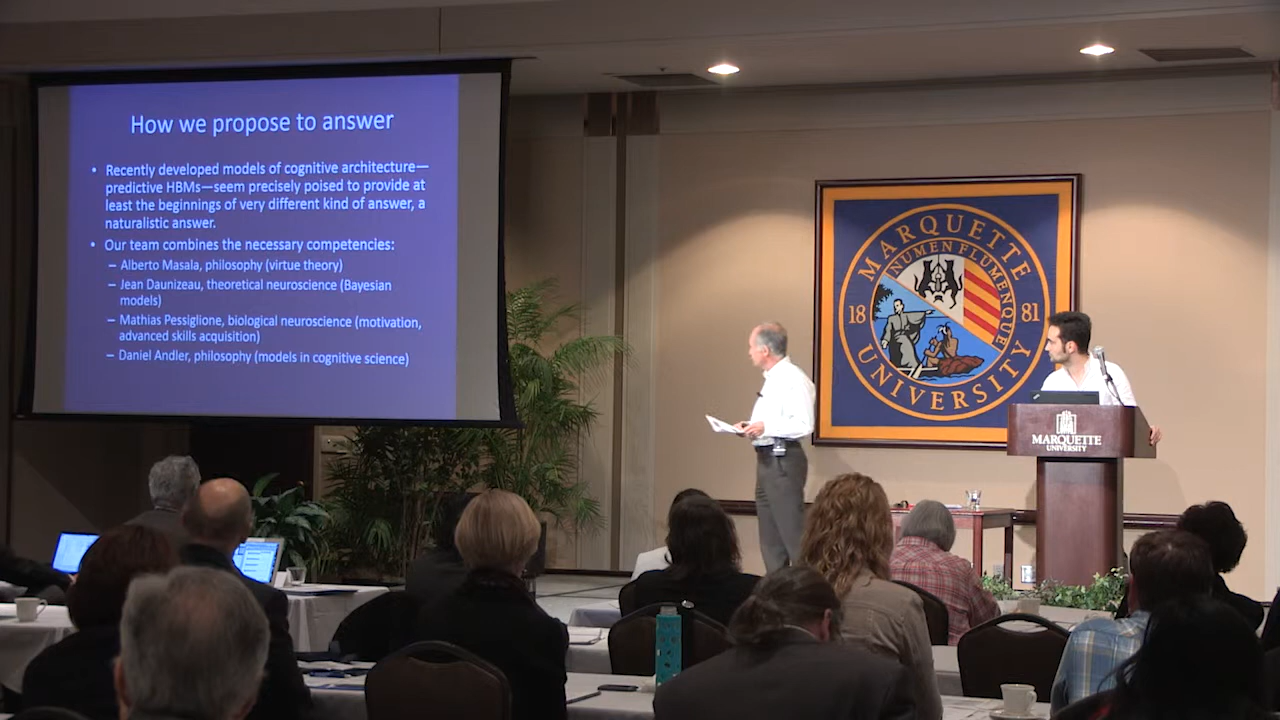 How we propose to answer
• Recently developed models of cognitive architecture—
predictive HBMs—seem precisely poised to provide at
least the beginnings of very different kind of answer, a
naturalistic answer.
• Our team combines the necessary competencies:
– Alberto Masala, philosophy (virtue theory)
– Jean Daunizeau, theoretical neuroscience (Bayesian
models)
– Mathias Pessiglione, biological neuroscience (motivation,
advanced skills acquisition)
– Daniel Andler, philosophy (models in cognitive science)
MARQUETTE
NUMEN FLUMENQUE
18 81
UNIVERSITY
MARQUETTE
UNIVERSITY